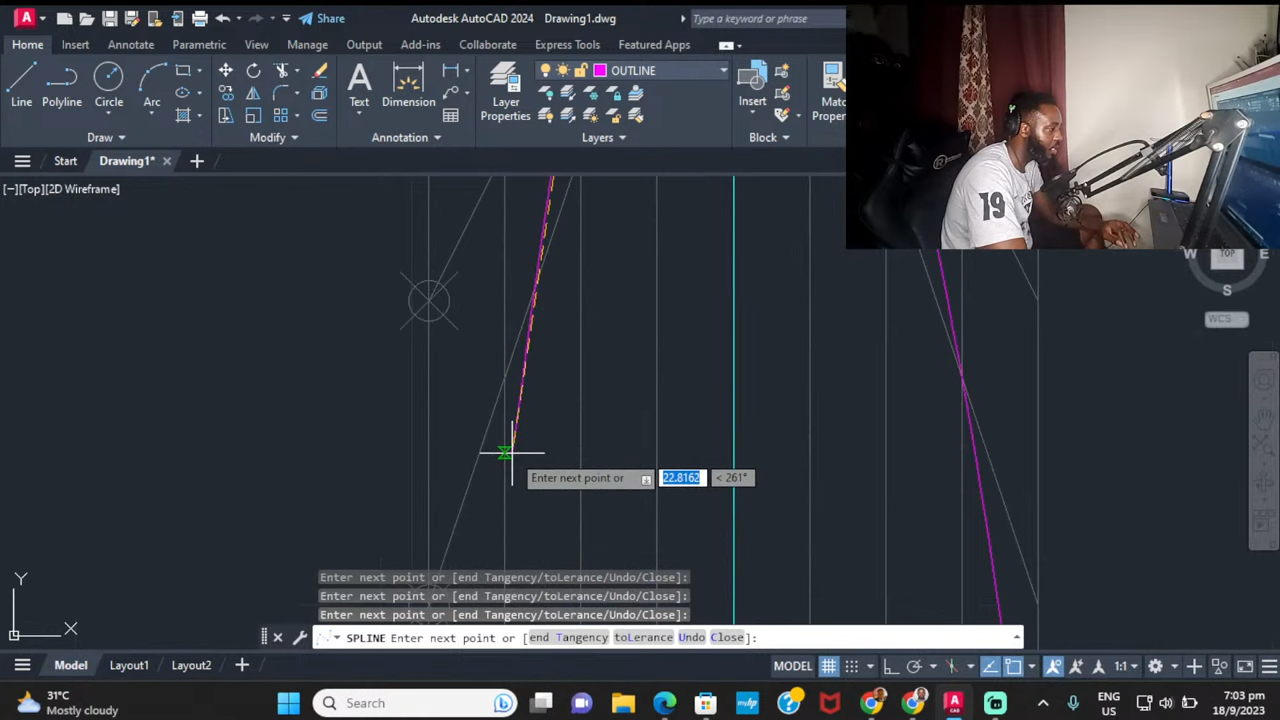 Share
Autodesk AutoCAD 2024 Drawing1.dwg
Type a keyword or phrase
Home Insert Annotate Parametric View Manage Output Add-ins Collaborate Express Tools Featured Apps
OUTLINE
Line Polyline Circle Arc
Text Dimension
Layer
Properties
Insert
Draw Modify Annotation Layers Block
Start Drawing1*
[−][Top][2D Wireframe]
19
W TOP E
S
WCS
Enter next point or 22.8162 < 261°
Enter next point or [end Tangency/toLerance/Undo/Close]:
Enter next point or [end Tangency/toLerance/Undo/Close]:
Enter next point or [end Tangency/toLerance/Undo/Close]:
Y
X
SPLINE Enter next point or [end Tangency toLerance Undo Close]:
Model Layout1 Layout2
MODEL 1:1
31°C
Mostly cloudy
Search
ENG
US
7:03 pm
18/9/2023